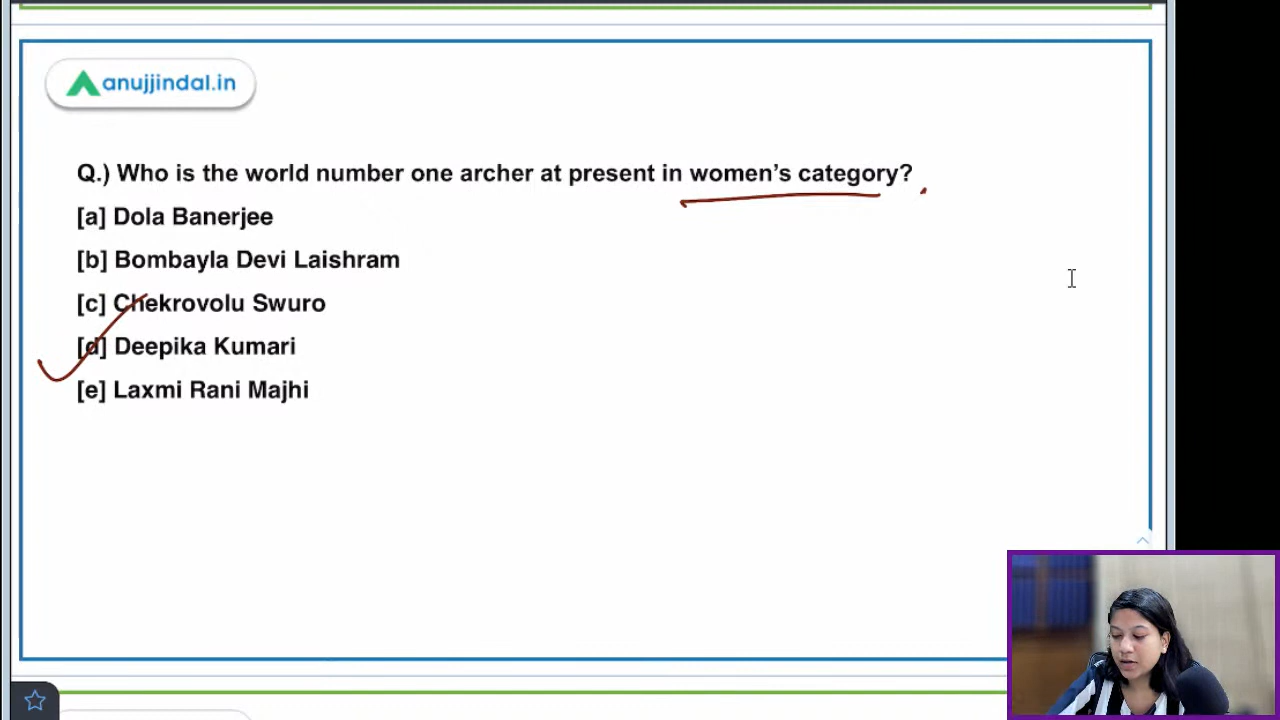 anujjindal.in
Q.) Who is the world number one archer at present in women’s category?
[a] Dola Banerjee
[b] Bombayla Devi Laishram
[c] Chekrovolu Swuro
[d] Deepika Kumari
[e] Laxmi Rani Majhi